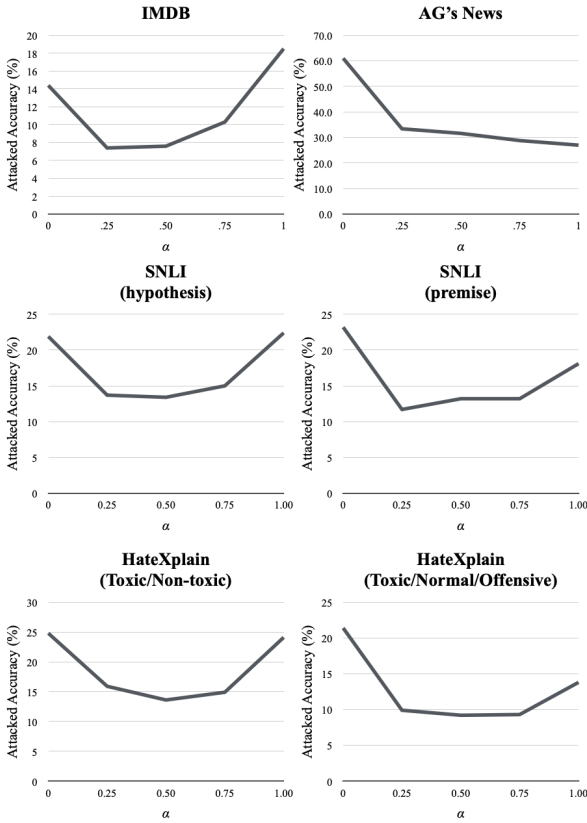 IMDB
Attacked Accuracy (%)
20
18
16
14
12
10
8
6
4
2
0
0 .25 .50 .75 1
α
AG's News
Attacked Accuracy (%)
70.0
60.0
50.0
40.0
30.0
20.0
10.0
0.0
0 .25 .50 .75 1
α
SNLI
(hypothesis)
Attacked Accuracy (%)
25
20
15
10
5
0
0 0.25 0.50 0.75 1.00
α
SNLI
(premise)
Attacked Accuracy (%)
25
20
15
10
5
0
0 0.25 0.50 0.75 1.00
α
HateXplain
(Toxic/Non-toxic)
Attacked Accuracy (%)
30
25
20
15
10
5
0
0 0.25 0.50 0.75 1.00
α
HateXplain
(Toxic/Normal/Offensive)
Attacked Accuracy (%)
25
20
15
10
5
0
0 0.25 0.50 0.75 1.00
α